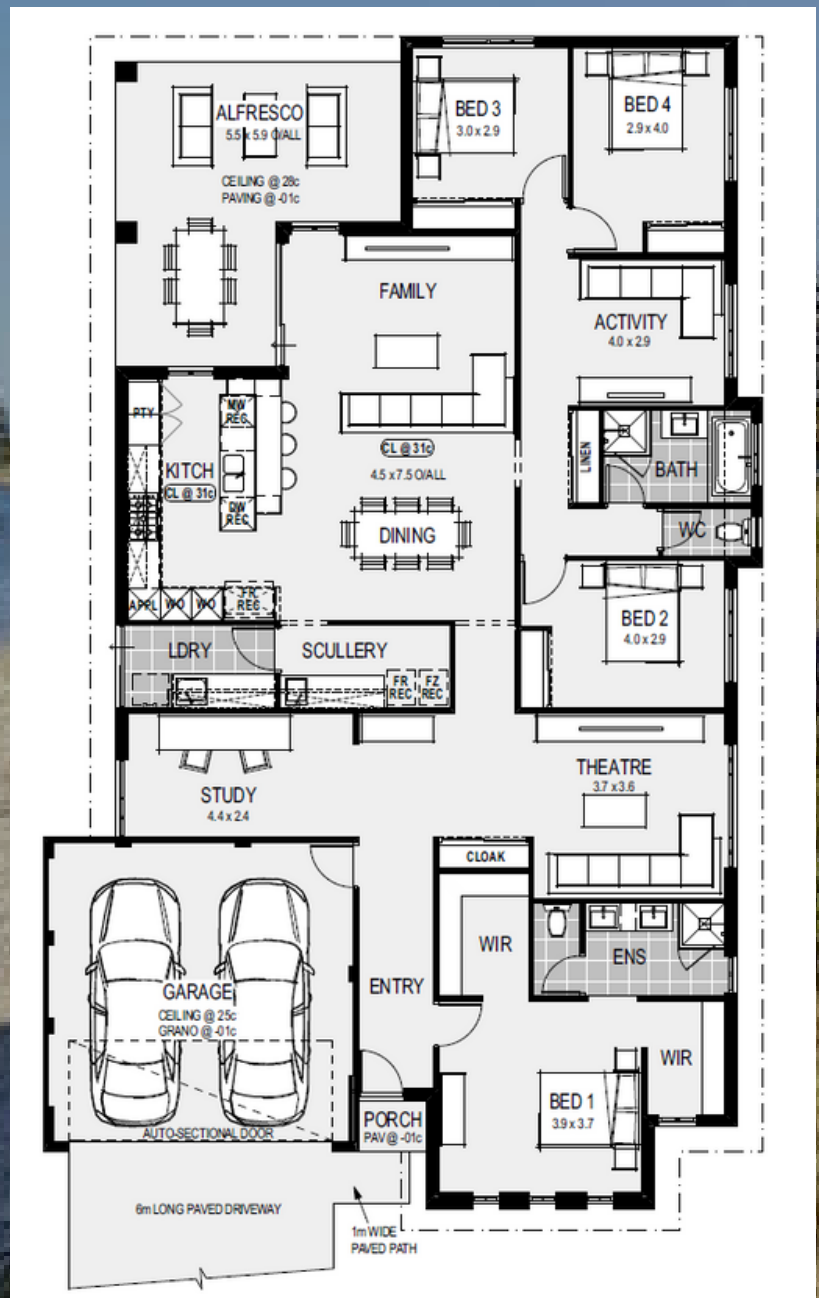 ALFRESCO
5.5 x 5.9 O/ALL
CEILING @ 28c
PAVING @ -01c
BED 3
3.0 x 2.9
BED 4
2.9 x 4.0
FAMILY
ACTIVITY
4.0 x 2.9
PTY
MW
REC
KITCH
CL @ 31c
DW
REC
CL @ 31c
4.5 x 7.5 O/ALL
DINING
LINEN
BATH
WC
APPL
WO
WO
FR
REC
BED 2
4.0 x 2.9
LDRY
SCULLERY
FR
REC
FZ
REC
STUDY
4.4 x 2.4
THEATRE
3.7 x 3.6
CLOAK
WIR
ENS
GARAGE
CEILING @ 25c
GRANO @ -01c
ENTRY
AUTO-SECTIONAL DOOR
PORCH
PAV @ -01c
BED 1
3.9 x 3.7
WIR
6m LONG PAVED DRIVEWAY
1m WIDE
PAVED PATH